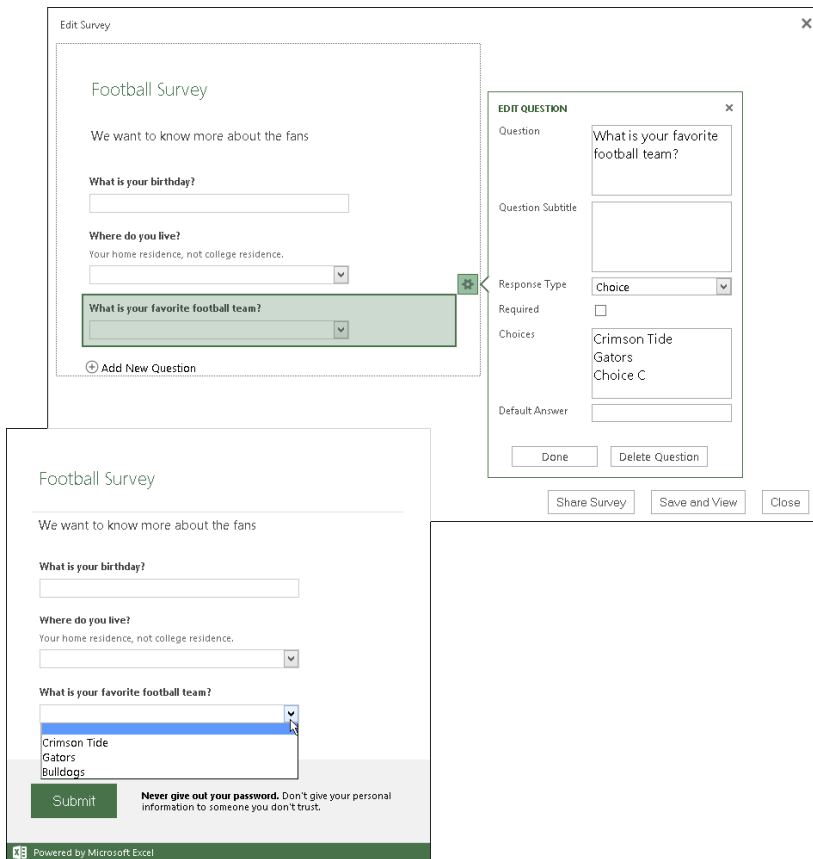 Edit Survey
Football Survey
We want to know more about the fans
What is your birthday?
Where do you live?
Your home residence, not college residence.
What is your favorite football team?
Add New Question
EDIT QUESTION
Question
What is your favorite
football team?
Question Subtitle
Response Type
Choice
Required
Choices
Crimson Tide
Gators
Choice C
Default Answer
Done
Delete Question
Share Survey
Save and View
Close
Football Survey
We want to know more about the fans
What is your birthday?
Where do you live?
Your home residence, not college residence.
What is your favorite football team?
Crimson Tide
Gators
Bulldogs
Submit
Never give out your password. Don't give your personal
information to someone you don't trust.
Powered by Microsoft Excel